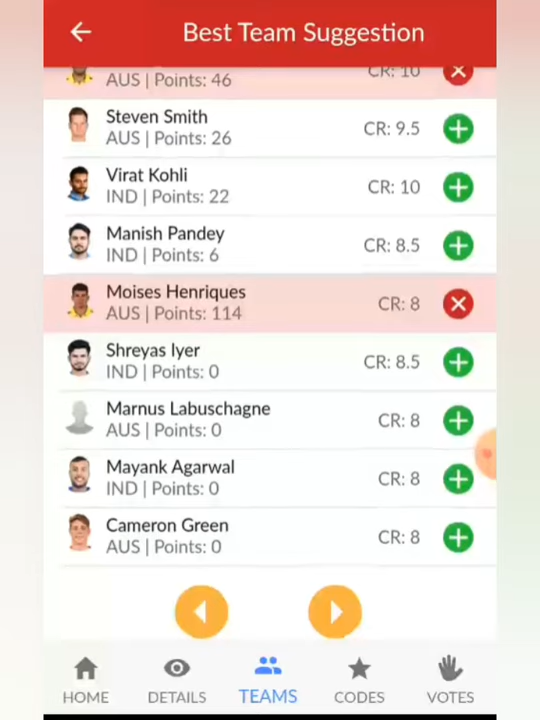 Best Team Suggestion
AUS | Points: 46
CR: 10
Steven Smith
AUS | Points: 26
CR: 9.5
Virat Kohli
IND | Points: 22
CR: 10
Manish Pandey
IND | Points: 6
CR: 8.5
Moises Henriques
AUS | Points: 114
CR: 8
Shreyas Iyer
IND | Points: 0
CR: 8.5
Marnus Labuschagne
AUS | Points: 0
CR: 8
Mayank Agarwal
IND | Points: 0
CR: 8
Cameron Green
AUS | Points: 0
CR: 8
HOME
DETAILS
TEAMS
CODES
VOTES